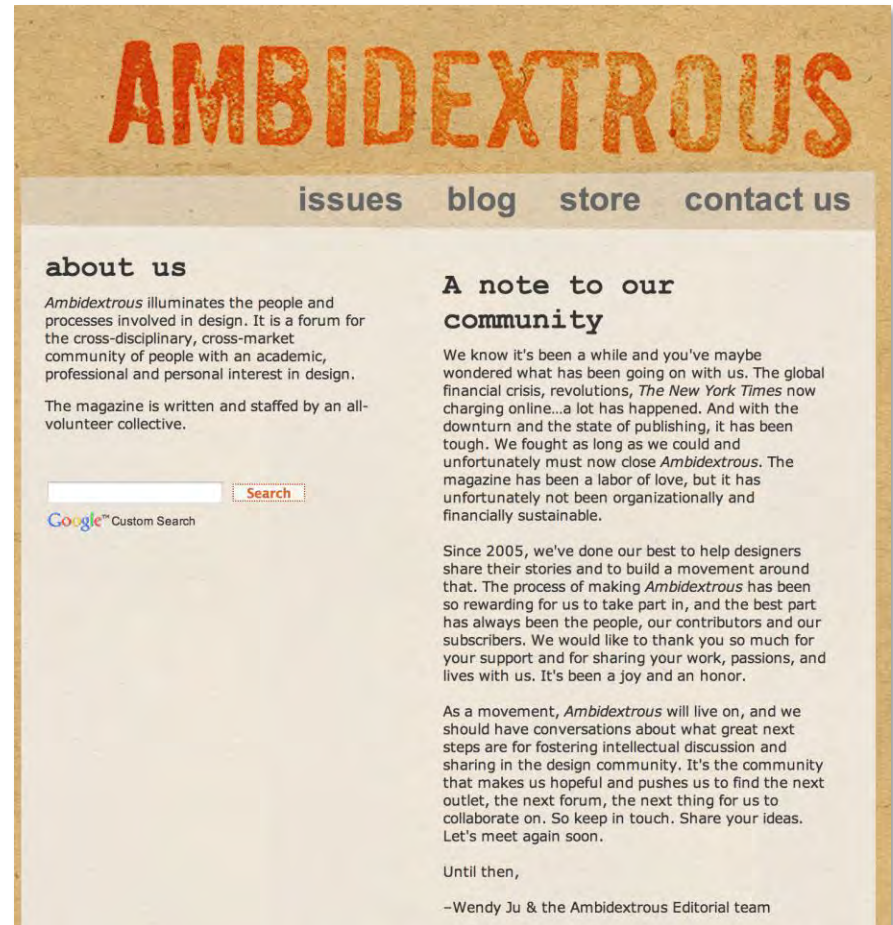 AMBIDEXTROUS
issues blog store contact us
about us
Ambidextrous illuminates the people and
processes involved in design. It is a forum for
the cross-disciplinary, cross-market
community of people with an academic,
professional and personal interest in design.
The magazine is written and staffed by an all-
volunteer collective.
Search
Google™ Custom Search
A note to our
community
We know it's been a while and you've maybe
wondered what has been going on with us. The global
financial crisis, revolutions, The New York Times now
charging online…a lot has happened. And with the
downturn and the state of publishing, it has been
tough. We fought as long as we could and
unfortunately must now close Ambidextrous. The
magazine has been a labor of love, but it has
unfortunately not been organizationally and
financially sustainable.
Since 2005, we've done our best to help designers
share their stories and to build a movement around
that. The process of making Ambidextrous has been
so rewarding for us to take part in, and the best part
has always been the people, our contributors and our
subscribers. We would like to thank you so much for
your support and for sharing your work, passions, and
lives with us. It's been a joy and an honor.
As a movement, Ambidextrous will live on, and we
should have conversations about what great next
steps are for fostering intellectual discussion and
sharing in the design community. It's the community
that makes us hopeful and pushes us to find the next
outlet, the next forum, the next thing for us to
collaborate on. So keep in touch. Share your ideas.
Let's meet again soon.
Until then,
–Wendy Ju & the Ambidextrous Editorial team